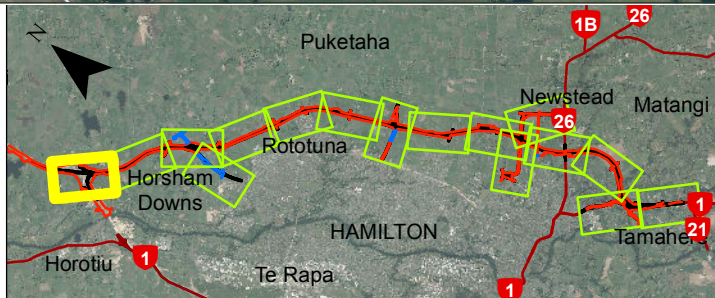 N
1B
26
Puketaha
Newstead
Matangi
26
Rototuna
Horsham
Downs
HAMILTON
1
21
Tamahere
Horotiu
1
Te Rapa
1